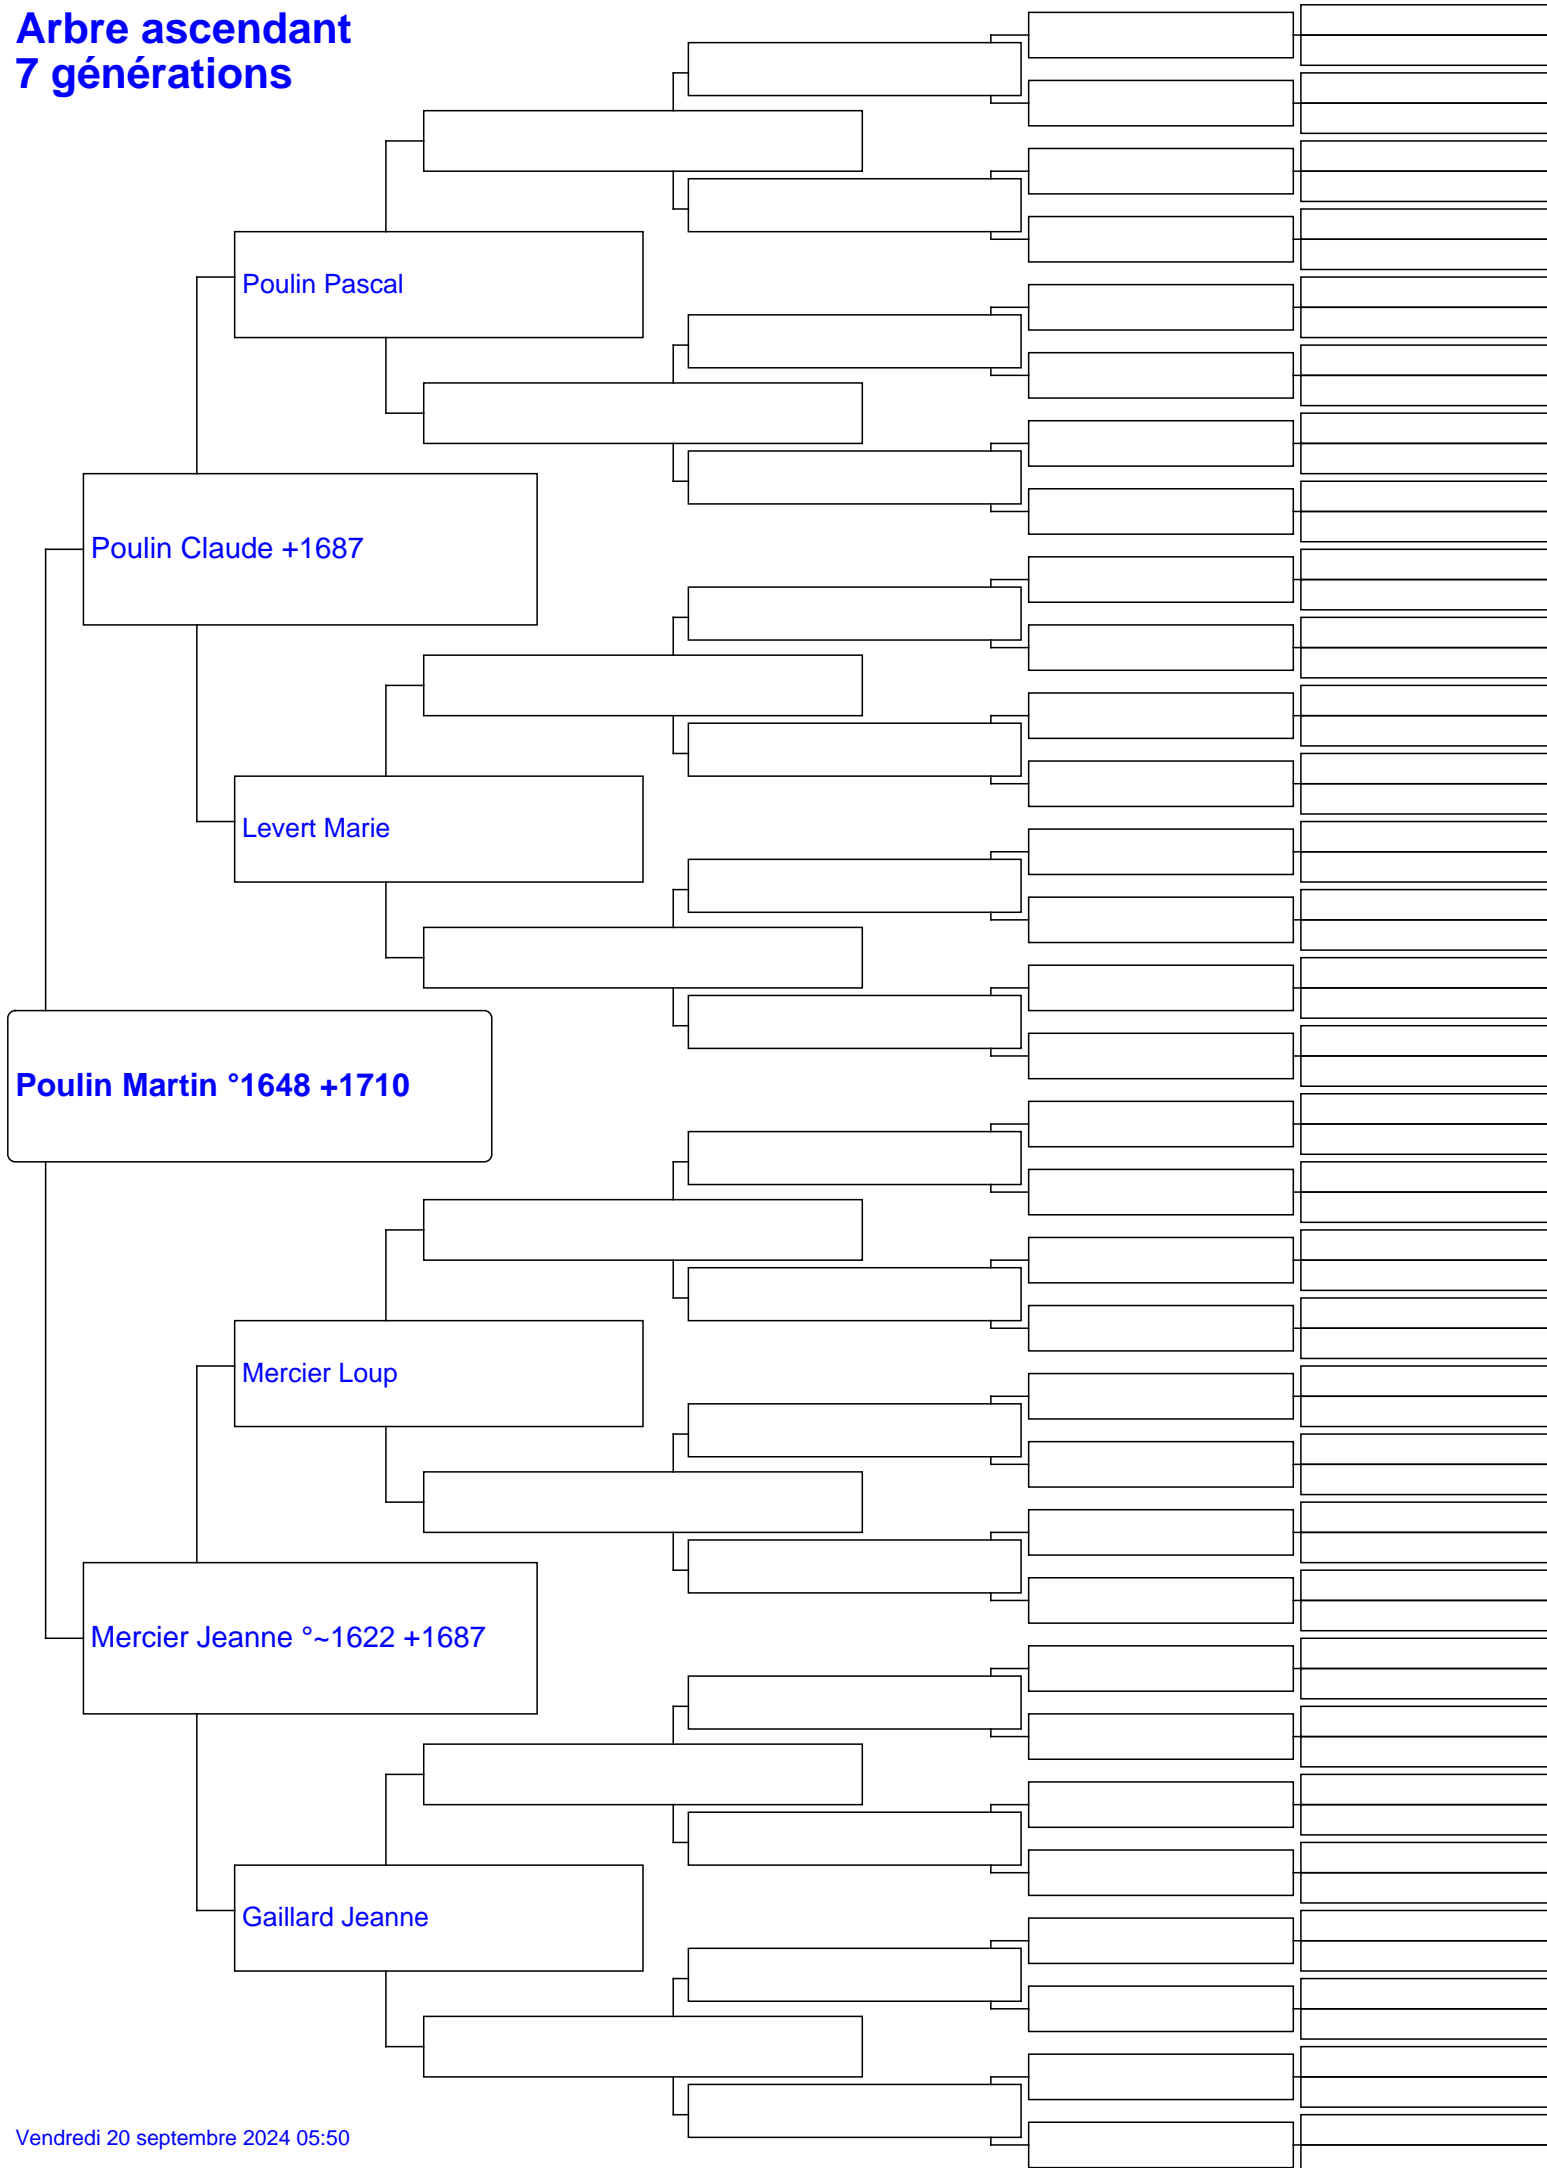 Arbre ascendant
7 générations
Poulin Pascal
Poulin Claude +1687
Levert Marie
Poulin Martin °1648 +1710
Mercier Loup
Mercier Jeanne °~1622 +1687
Gaillard Jeanne
Vendredi 20 septembre 2024 05:50